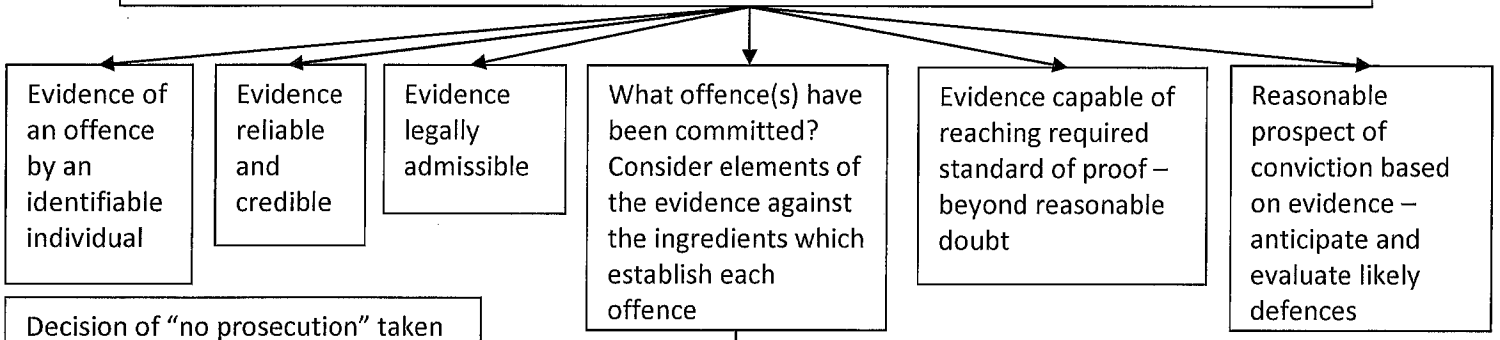 Evidence of
an offence
by an
identifiable
individual
Evidence
reliable
and
credible
Evidence
legally
admissible
What offence(s) have
been committed?
Consider elements of
the evidence against
the ingredients which
establish each
offence
Evidence capable of
reaching required
standard of proof –
beyond reasonable
doubt
Reasonable
prospect of
conviction based
on evidence –
anticipate and
evaluate likely
defences
Decision of “no prosecution” taken